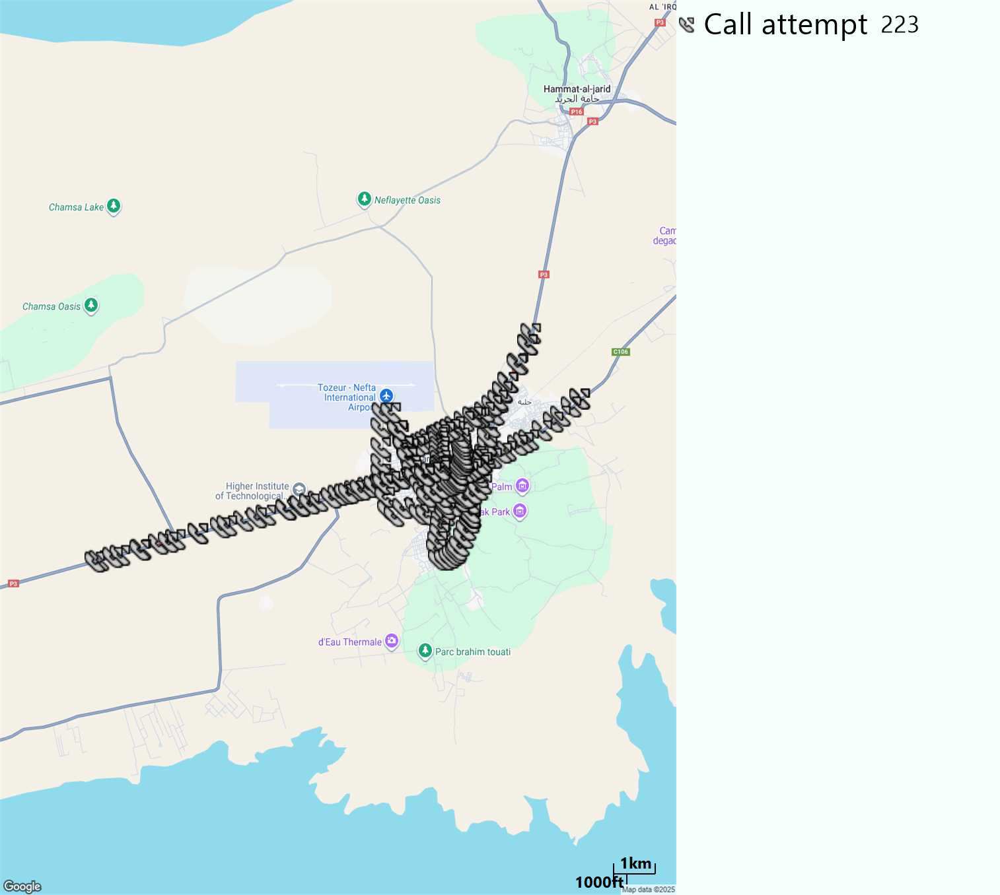 AL 'IRQ
P3
Call attempt 223
Hammat-al-jarid
حامة الجريد
P16
P3
Chamsa Lake
Neflayette Oasis
Cam
degac
P3
Chamsa Oasis
C106
Tozeur - Nefta
International
Airport
حلبة
Higher Institute
of Technological...
Palm
ak Park
P3
d'Eau Thermale
Parc brahim touati
1km
1000ft
Google
Map data ©2025